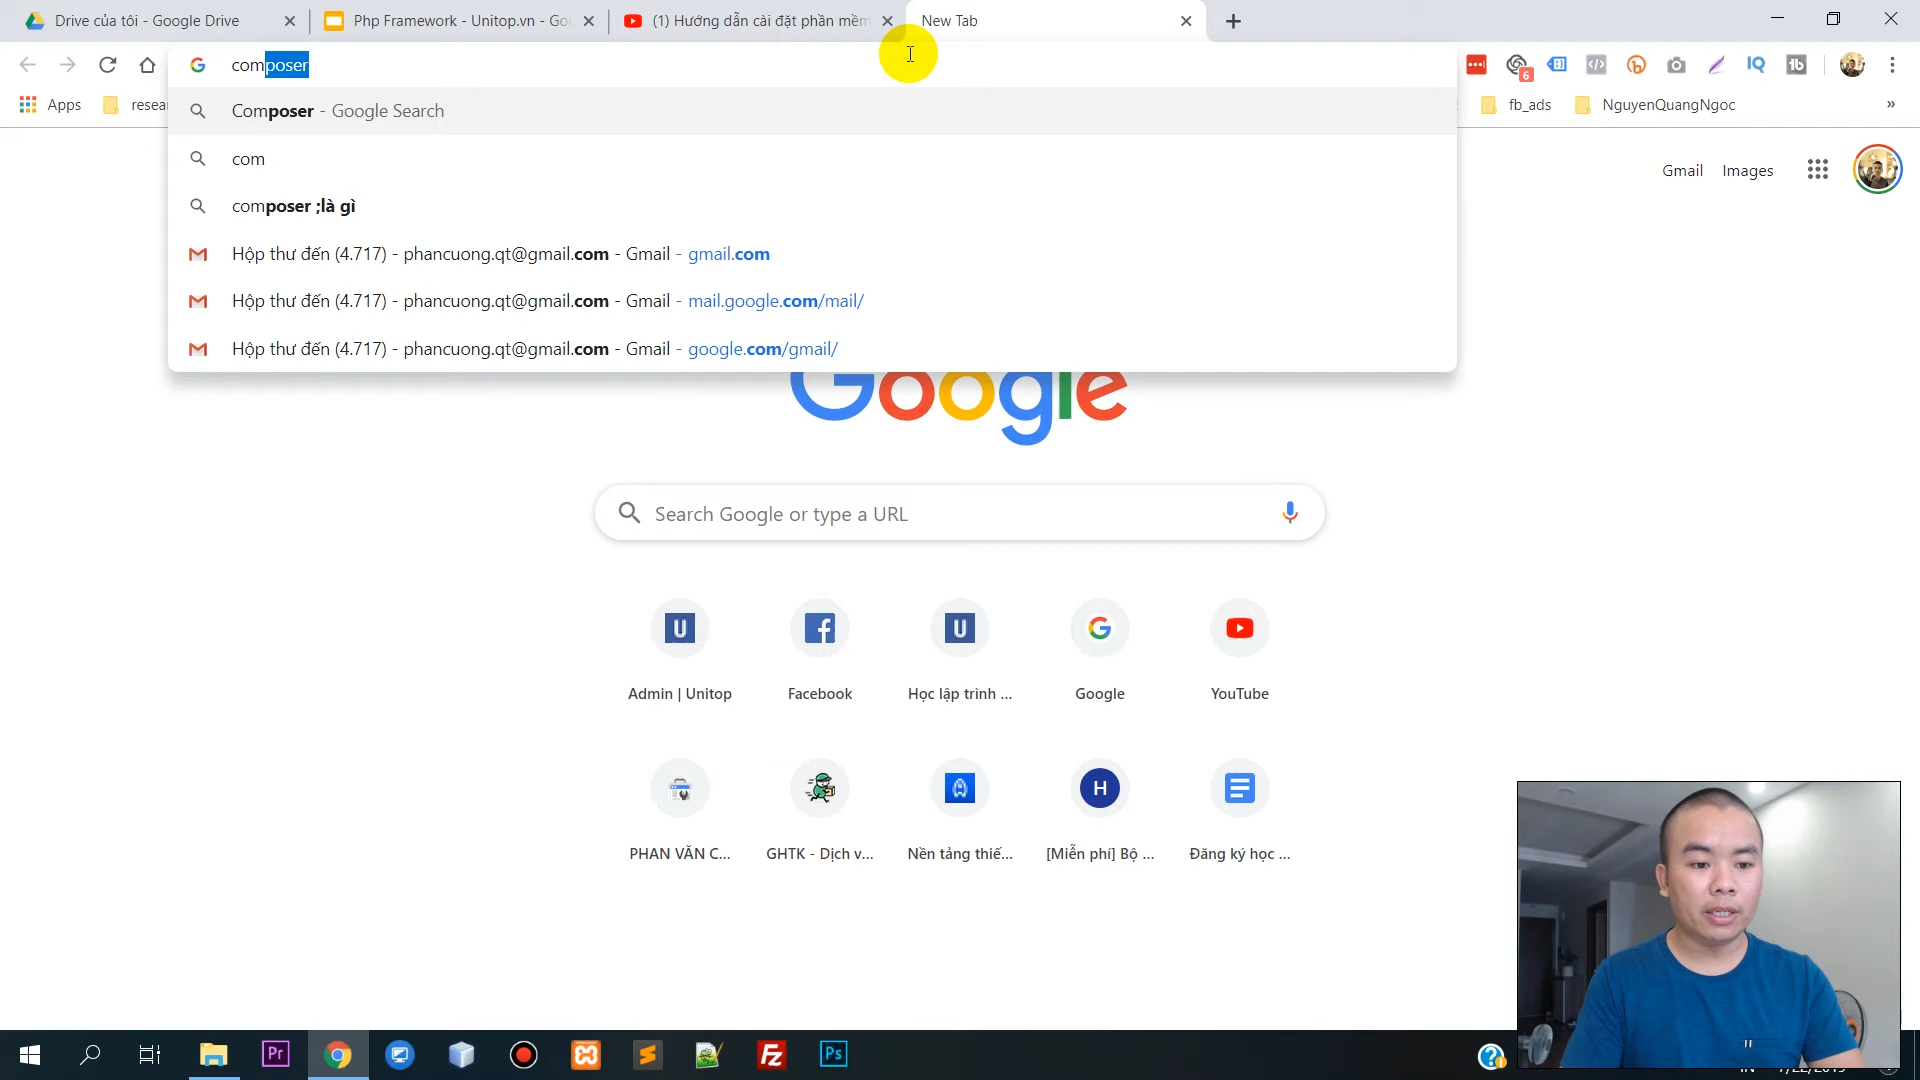 Drive của tôi - Google Drive
Php Framework - Unitop.vn - Goo
(1) Hướng dẫn cài đặt phần mềm
New Tab
composer
6
Apps
resear
fb_ads
NguyenQuangNgoc
»
Composer - Google Search
com
composer ;là gì
Hộp thư đến (4.717) - phancuong.qt@gmail.com - Gmail - gmail.com
Hộp thư đến (4.717) - phancuong.qt@gmail.com - Gmail - mail.google.com/mail/
Hộp thư đến (4.717) - phancuong.qt@gmail.com - Gmail - google.com/gmail/
Gmail Images
Google
Search Google or type a URL
Admin | Unitop
Facebook
Học lập trình ...
Google
YouTube
PHAN VĂN C...
GHTK - Dịch v...
Nền tảng thiế...
[Miễn phí] Bộ ...
Đăng ký học ...